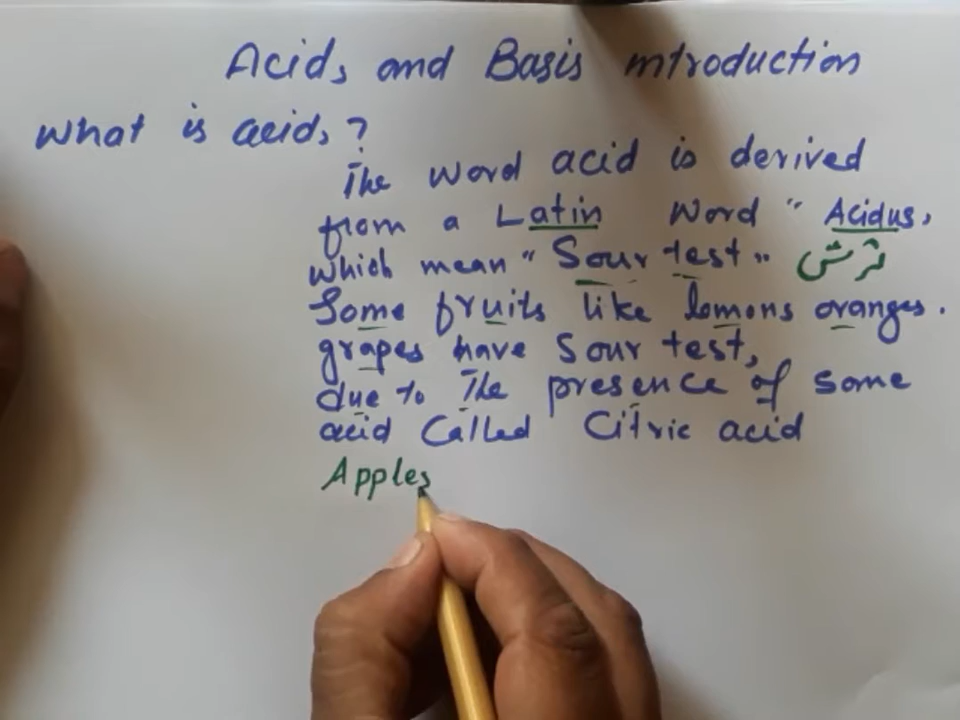 Acids and Basis introduction
What is acids?
The word acid is derived
from a Latin word "Acidus,
which mean "Sour test" ترش
Some fruits like lemons oranges.
grapes have Sour test,
due to The presence of some
acid Called Citric acid
Apples